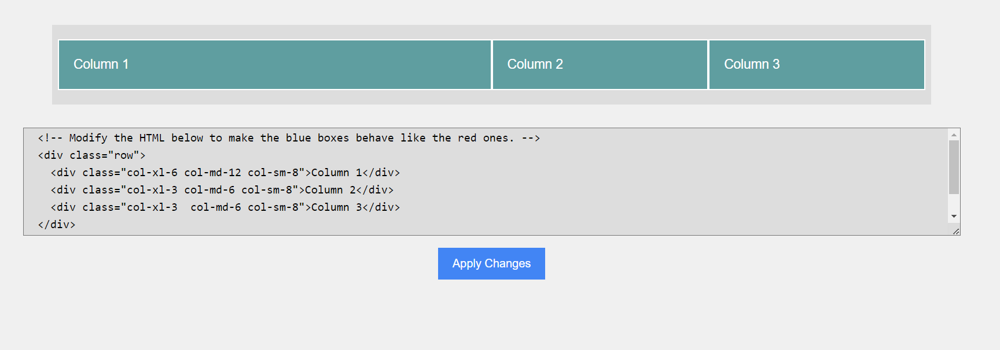 Column 1 Column 2 Column 3
<!-- Modify the HTML below to make the blue boxes behave like the red ones. -->
<div class="row">
  <div class="col-xl-6 col-md-12 col-sm-8">Column 1</div>
  <div class="col-xl-3 col-md-6 col-sm-8">Column 2</div>
  <div class="col-xl-3  col-md-6 col-sm-8">Column 3</div>
</div>
Apply Changes